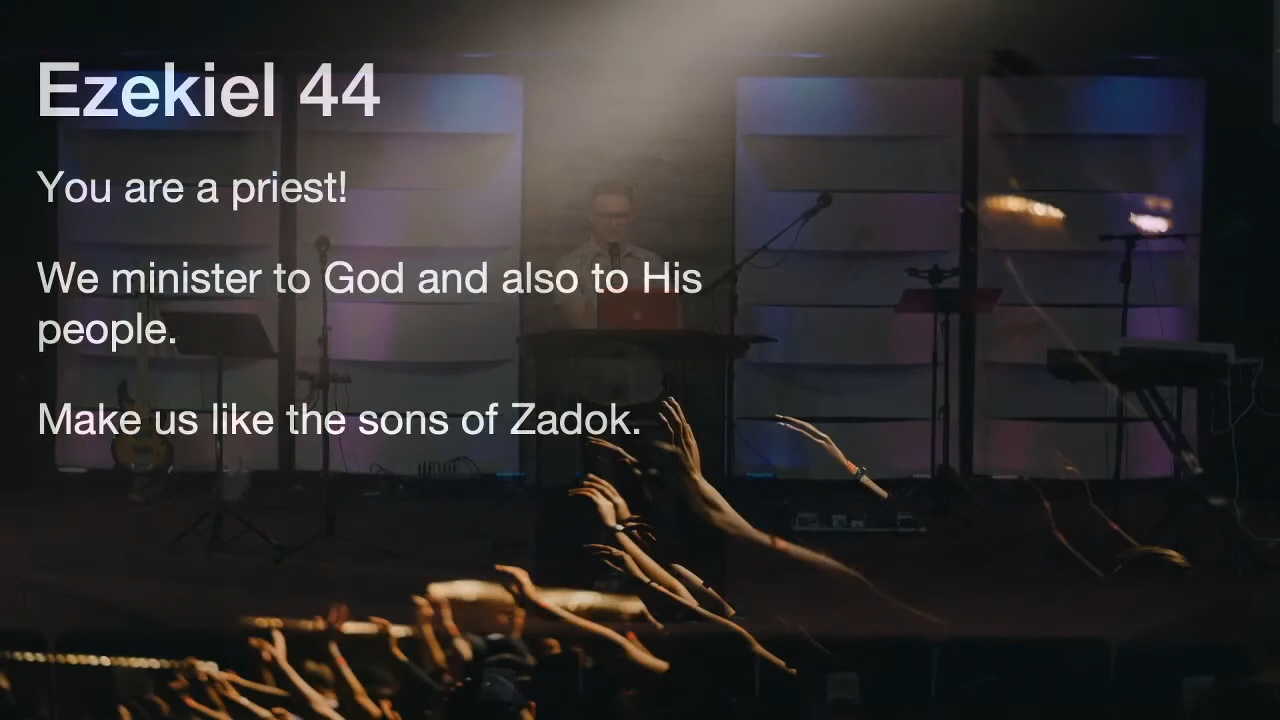 Ezekiel 44
You are a priest!
We minister to God and also to His
people.
Make us like the sons of Zadok.